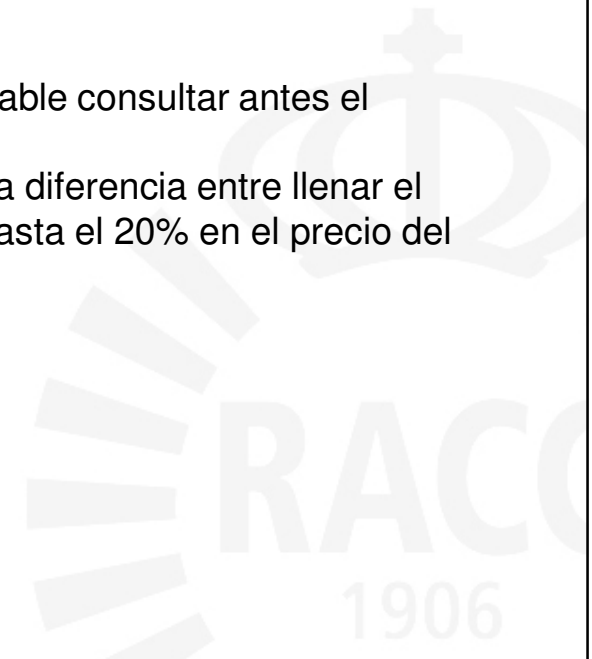 able consultar antes el
a diferencia entre llenar el
asta el 20% en el precio del
RACC
1906